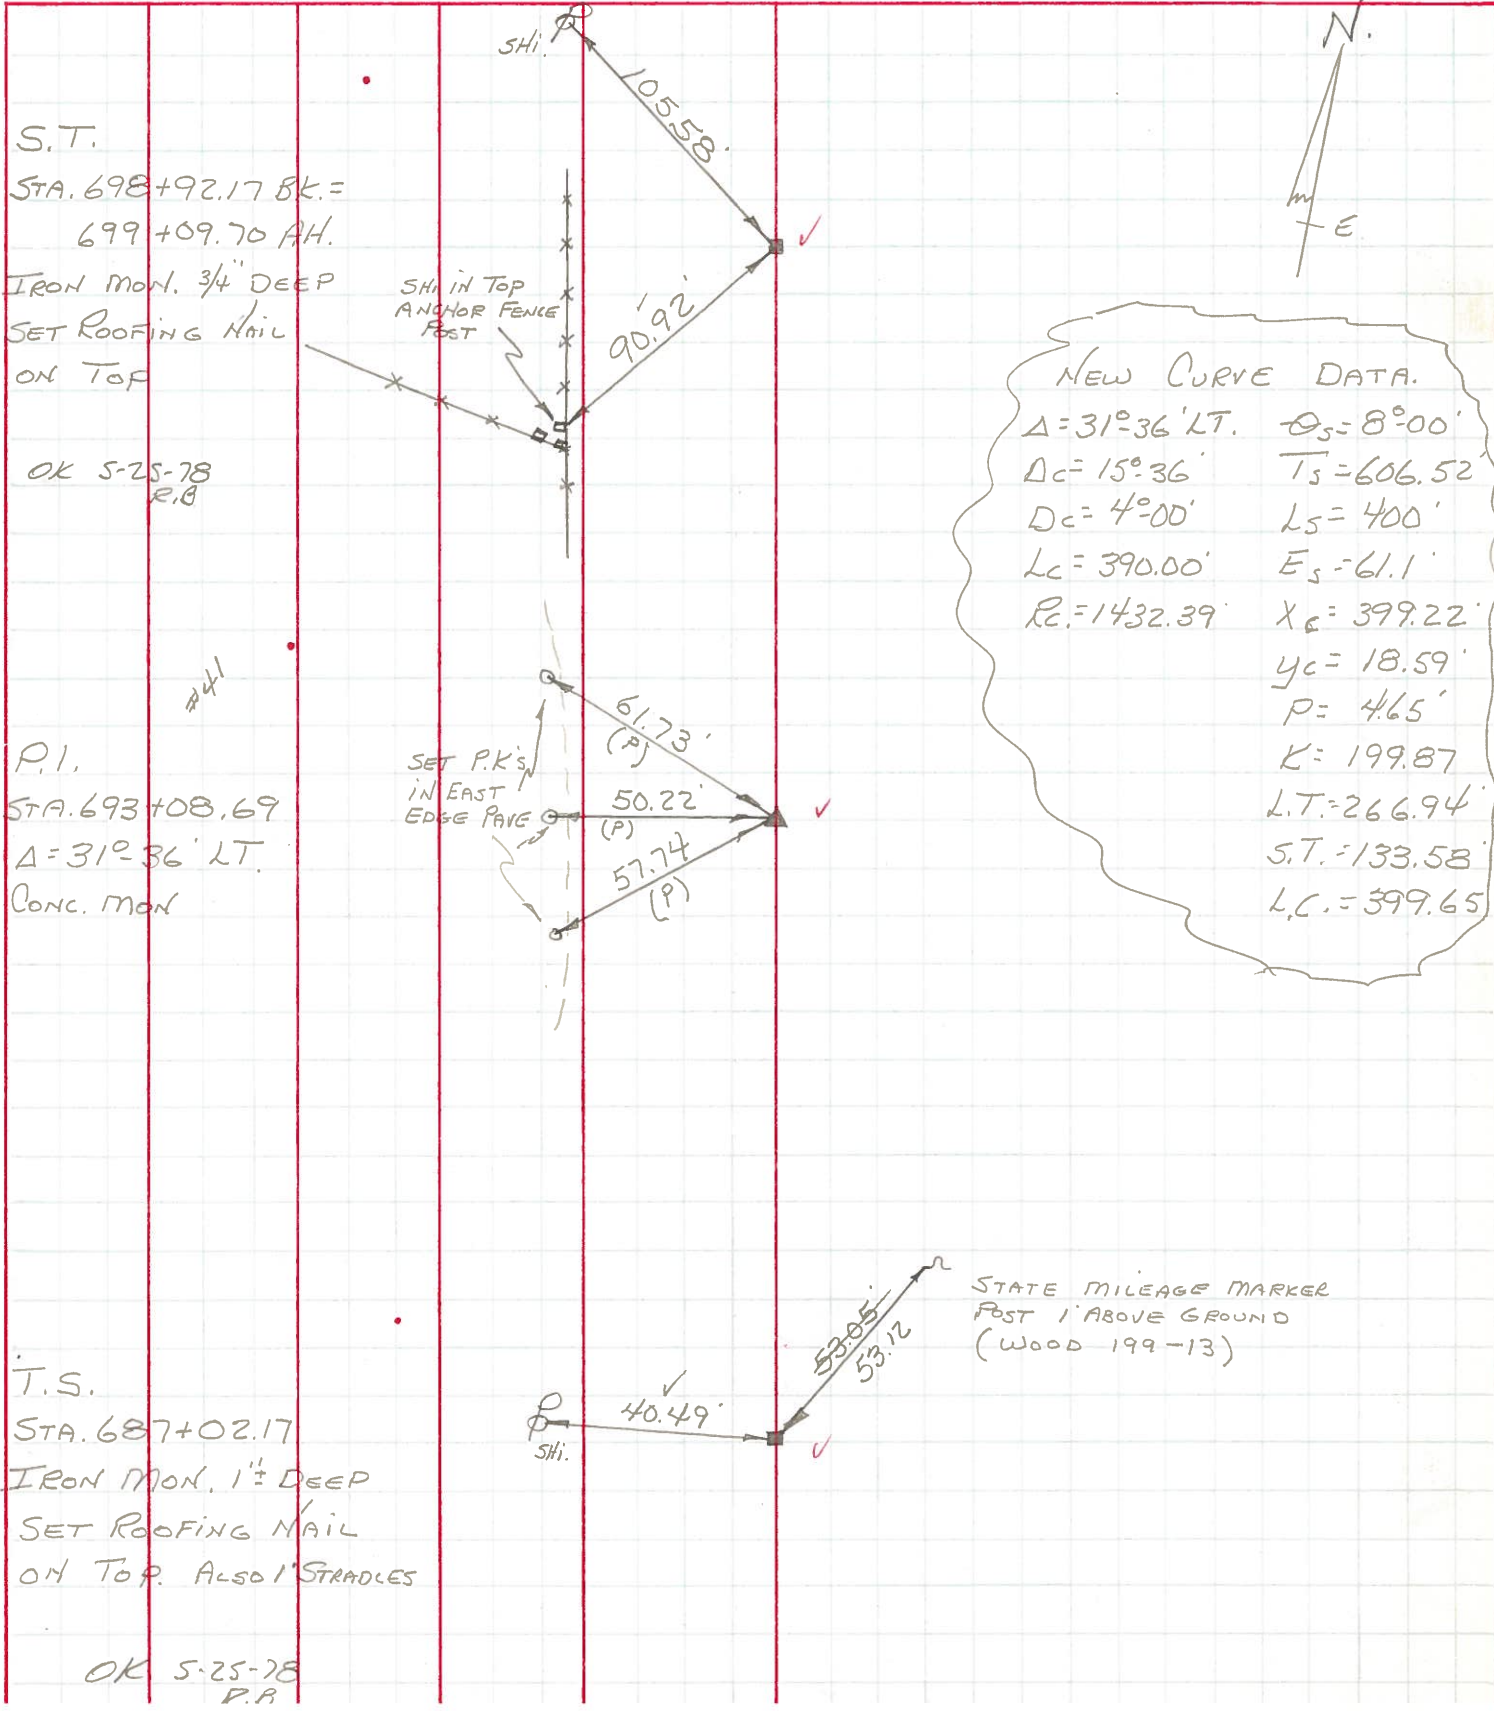 N.
E
SHI.
105.58'
S.T.
STA. 698+92.17 BK.=
699+09.70 AH.
IRON MON. 3/4" DEEP
SET ROOFING NAIL
ON TOP
OK 5-25-78
R.B
SHI IN TOP
ANCHOR FENCE
POST
90.92'
NEW CURVE DATA.
Δ=31°-36' LT. Θs=8°-00'
Δc=15°-36' Ts=606.52'
Dc=4°-00' Ls=400'
Lc=390.00' Es=61.1'
Rc.=1432.39' Xc=399.22'
yc=18.59'
P=4.65'
K=199.87
L.T.=266.94'
S.T.=133.58'
L.C.=399.65
#41
P.I.
STA. 693+08.69
Δ=31°-36' LT.
CONC. MON
SET P.K'S
IN EAST
EDGE PAVE
61.73'
(P)
50.22'
(P)
57.74
(P)
STATE MILEAGE MARKER
POST 1' ABOVE GROUND
(WOOD 199-13)
53.05'
53.12
T.S.
STA. 687+02.17
IRON MON. 1"± DEEP
SET ROOFING NAIL
ON TOP. ALSO 1' STRADLES
40.49'
SHI.
OK 5-25-78